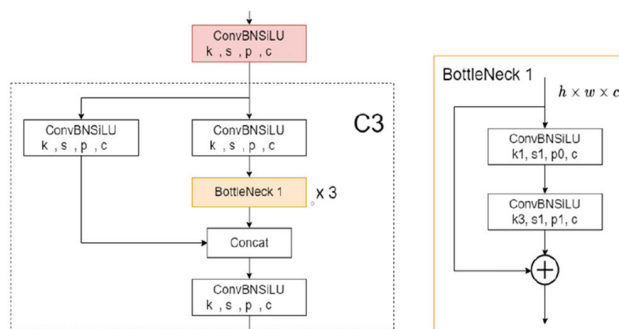 ConvBNSiLU
k , s , p , c
C3
ConvBNSiLU
k , s , p , c
ConvBNSiLU
k , s , p , c
BottleNeck 1
x 3
Concat
ConvBNSiLU
k , s , p , c
BottleNeck 1
h × w × c
ConvBNSiLU
k1, s1, p0, c
ConvBNSiLU
k3, s1, p1, c
+